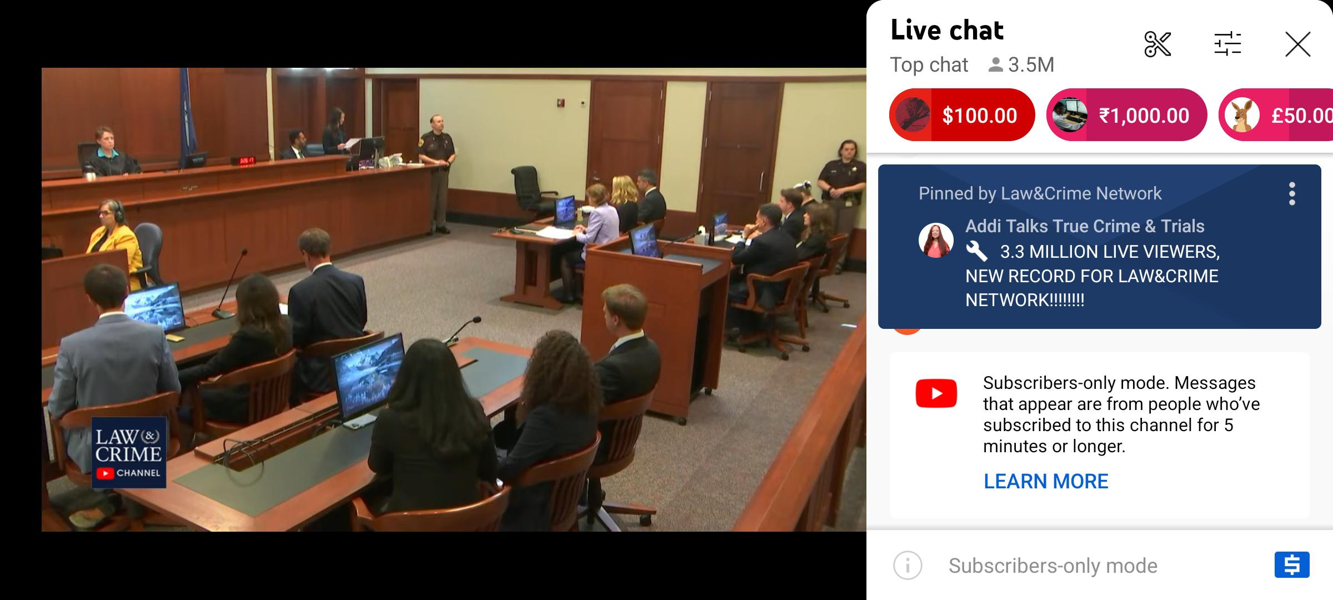 LAW&
CRIME
CHANNEL
Live chat
Top chat 3.5M
$100.00 ₹1,000.00 £50.00
Pinned by Law&Crime Network
Addi Talks True Crime & Trials
3.3 MILLION LIVE VIEWERS,
NEW RECORD FOR LAW&CRIME
NETWORK!!!!!!!!
Subscribers-only mode. Messages
that appear are from people who’ve
subscribed to this channel for 5
minutes or longer.
LEARN MORE
Subscribers-only mode